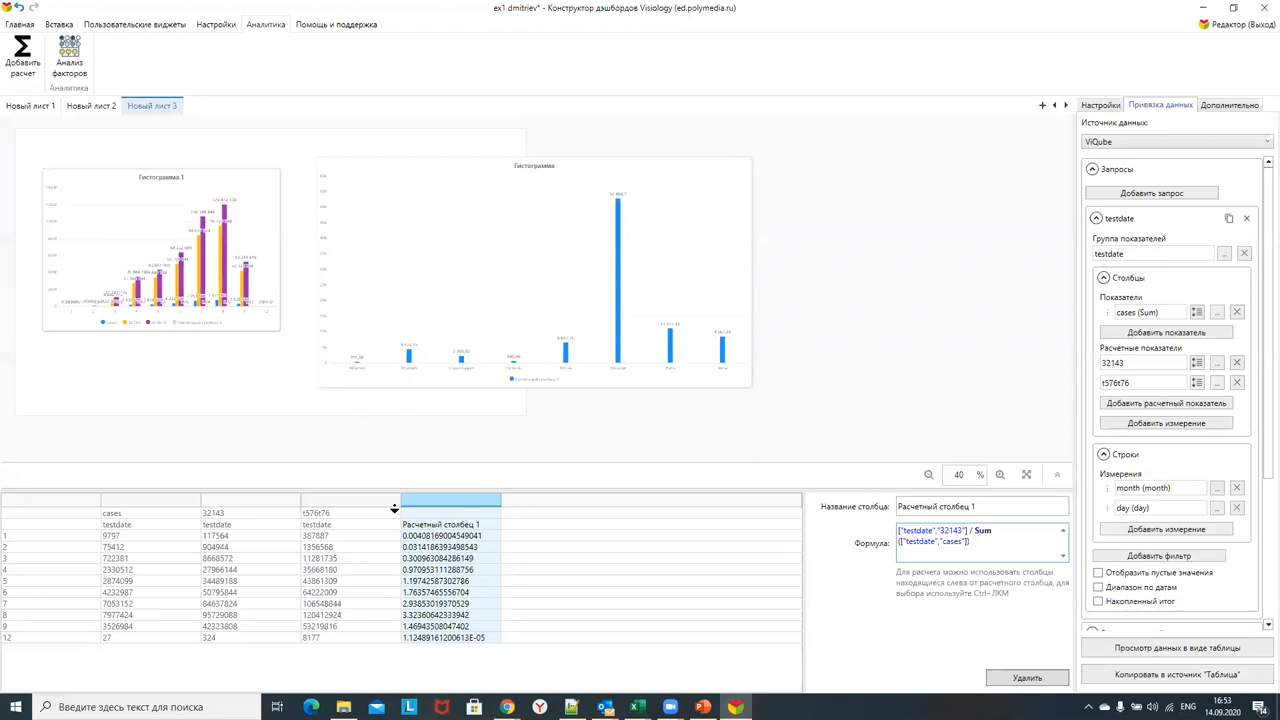 ex1 dmitriev* - Конструктор дэшбордов Visiology (ed.polymedia.ru)
Главная Вставка Пользовательские виджеты Настройки Аналитика Помощь и поддержка
Редактор (Выход)
Добавить расчет
Анализ факторов
Аналитика
Новый лист 1 Новый лист 2 Новый лист 3
Настройки Привязка данных Дополнительно
Источник данных:
ViQube
Запросы
Добавить запрос
testdate
Группа показателей
testdate ...
Столбцы
Показатели
cases (Sum) ...
Добавить показатель
Расчетные показатели
32143 ...
t576t76 ...
Добавить расчетный показатель
Добавить измерение
Строки
Измерения
month (month) ...
day (day) ...
Добавить измерение
Добавить фильтр
Отобразить пустые значения
Диапазон по датам
Накопленный итог
Просмотр данных в виде таблицы
Копировать в источник "Таблица"
Гистограмма 1
Гистограмма
40 %
cases 32143 t576t76
testdate testdate testdate Расчетный столбец 1
1 9797 117564 387887 0.00408169004549041
2 75412 904944 1356568 0.0314186399498543
3 722381 8668572 11281735 0.300963084286149
4 2330512 27966144 35668180 0.970953111288756
5 2874099 34489188 43861309 1.19742587302786
6 4232987 50795844 64222009 1.76357465556704
7 7053152 84637824 106548844 2.93853019370529
8 7977424 95729088 120412924 3.32360642333942
9 3526984 42323808 53219816 1.46943508047402
12 27 324 8177 1.12489161200613E-05
Название столбца: Расчетный столбец 1
Формула: ["testdate","32143"] / Sum
(["testdate","cases"])
Для расчета можно использовать столбцы
находящиеся слева от расчетного столбца, для
выбора используйте Ctrl+ЛКМ
Удалить
Введите здесь текст для поиска
РУС
16:53
14.09.2020